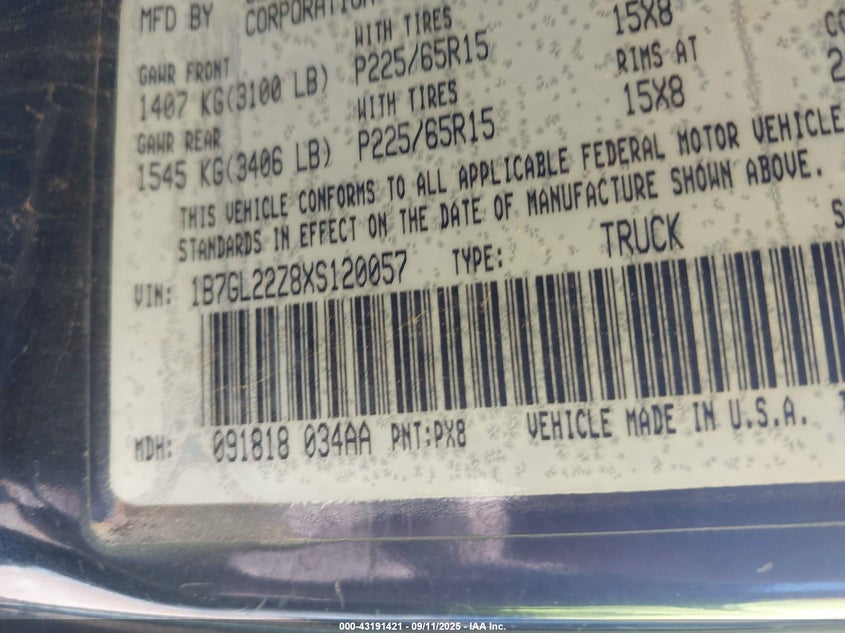 MFD BY CORPORATION
WITH TIRES 15X8
GAWR FRONT P225/65R15 RIMS AT
1407 KG(3100 LB) WITH TIRES 15X8
GAWR REAR P225/65R15
1545 KG(3406 LB)
THIS VEHICLE CONFORMS TO ALL APPLICABLE FEDERAL MOTOR VEHICLE
STANDARDS IN EFFECT ON THE DATE OF MANUFACTURE SHOWN ABOVE.
VIN: 1B7GL22Z8XS120057 TYPE: TRUCK
MDH: 091818 034AA PNT:PX8 VEHICLE MADE IN U.S.A.
000-43191421 - 09/11/2025 - IAA Inc.